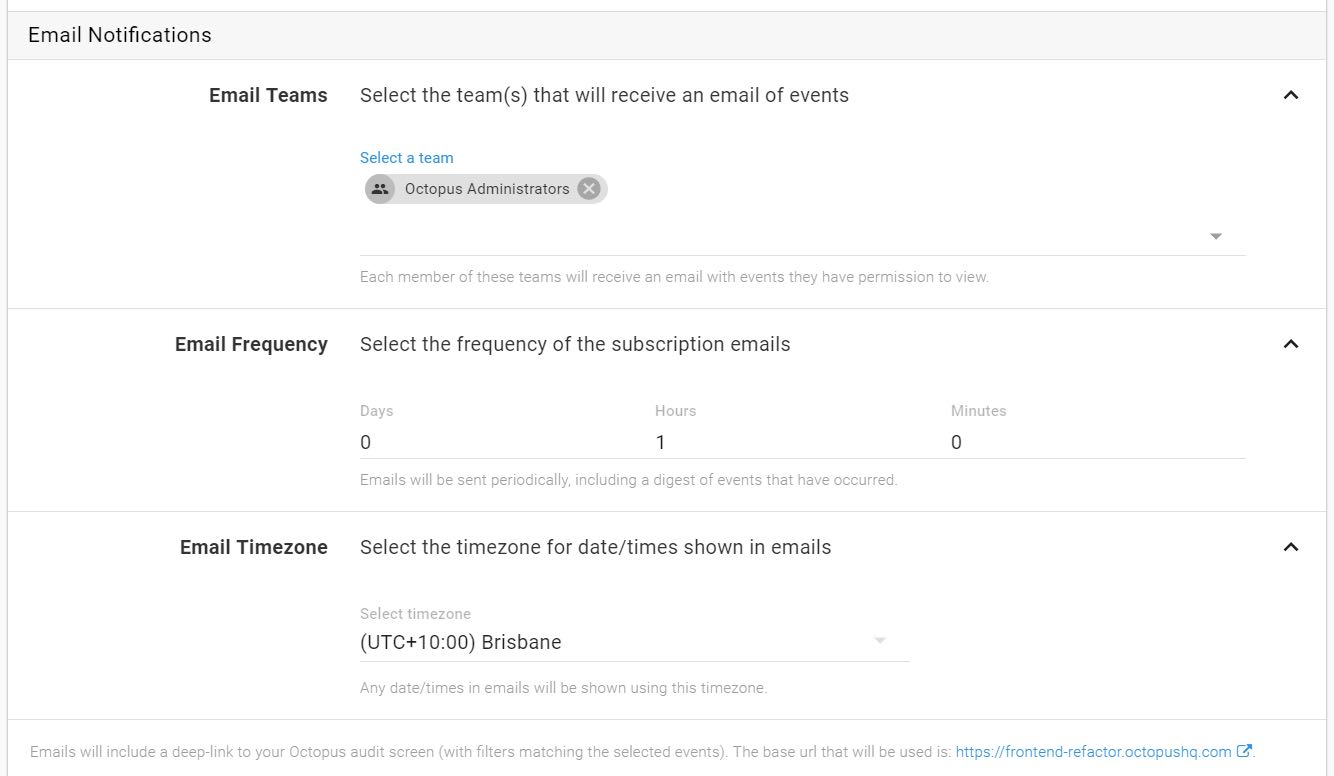 Email Notifications
Email Teams Select the team(s) that will receive an email of events
Select a team
Octopus Administrators
Each member of these teams will receive an email with events they have permission to view.
Email Frequency Select the frequency of the subscription emails
Days Hours Minutes
0 1 0
Emails will be sent periodically, including a digest of events that have occurred.
Email Timezone Select the timezone for date/times shown in emails
Select timezone
(UTC+10:00) Brisbane
Any date/times in emails will be shown using this timezone.
Emails will include a deep-link to your Octopus audit screen (with filters matching the selected events). The base url that will be used is: https://frontend-refactor.octopushq.com.